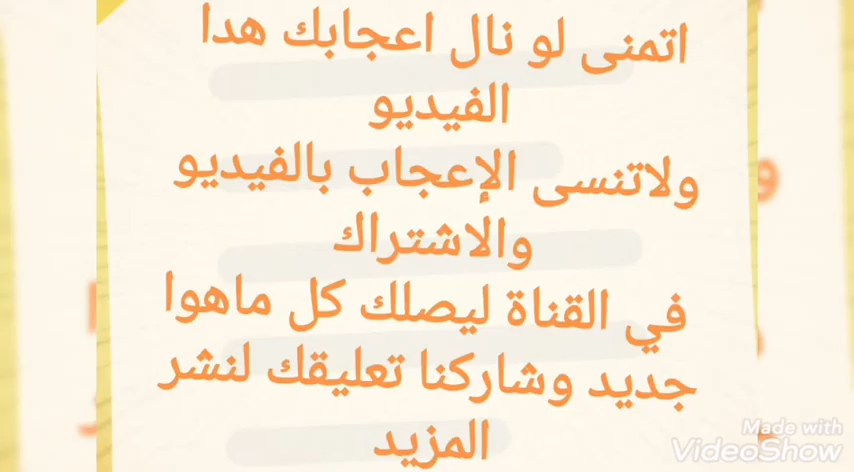 اتمنى لو نال اعجابك هدا
الفيديو
ولاتنسى الإعجاب بالفيديو
والاشتراك
في القناة ليصلك كل ماهوا
جديد وشاركنا تعليقك لنشر
المزيد
Made with
VideoShow